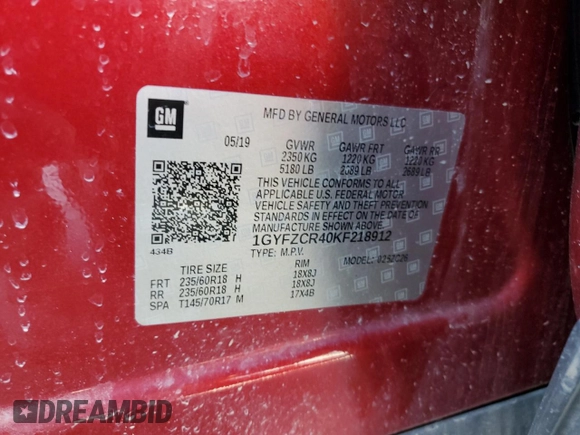 GM
MFD BY GENERAL MOTORS LLC
05/19 GVWR GAWR FRT GAWR RR
2350 KG 1220 KG 1220 KG
5180 LB 2689 LB 2689 LB
THIS VEHICLE CONFORMS TO ALL
APPLICABLE U.S. FEDERAL MOTOR
VEHICLE SAFETY AND THEFT PREVENTION
STANDARDS IN EFFECT ON THE DATE OF
MANUFACTURE SHOWN ABOVE.
1GYFZCR40KF218912
434B
TYPE: M.P.V. MODEL:
TIRE SIZE RIM
FRT 235/60R18 H 18X8J
RR 235/60R18 H 18X8J
SPA T145/70R17 M 17X4B
DREAMBID